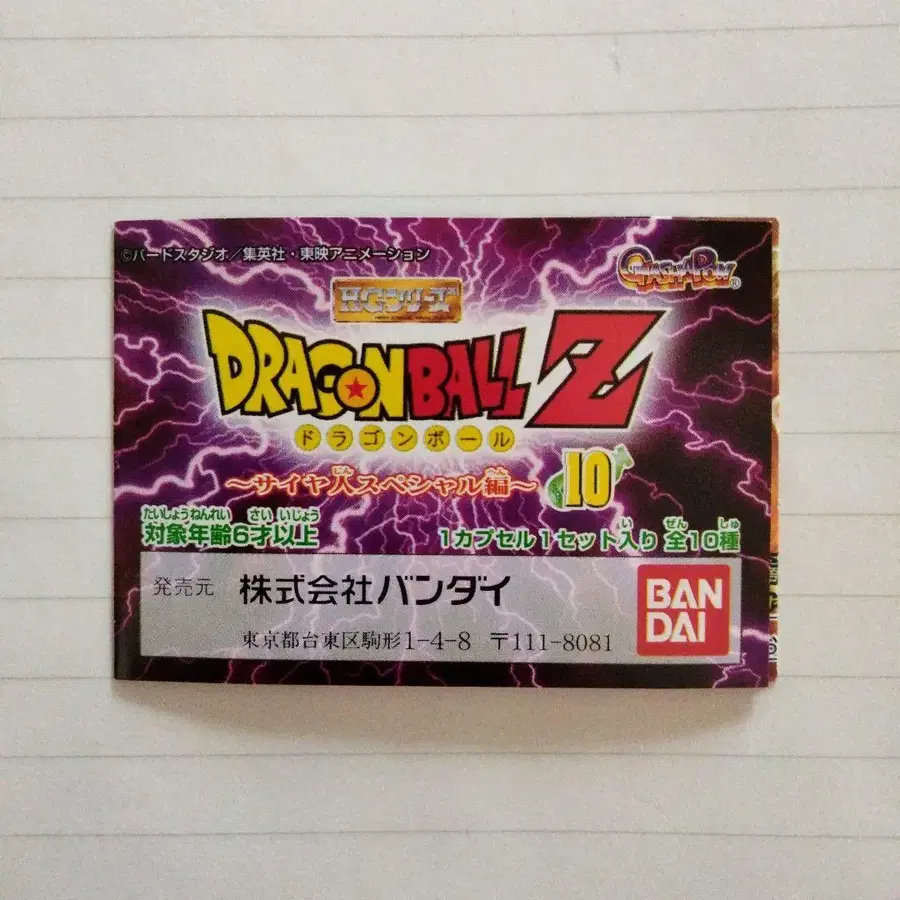 ©バードスタジオ／集英社・東映アニメーション
GASHAPON®
HGシリーズ
DRAGONBALL Z
ドラゴンボール
～サイヤ人スペシャル編～ 10
じん へん
たいしょうねんれい さい いじょう
対象年齢6才以上
い ぜん しゅ
1カプセル1セット入り 全10種
発売元 株式会社バンダイ
東京都台東区駒形1-4-8 〒111-8081
BAN
DAI